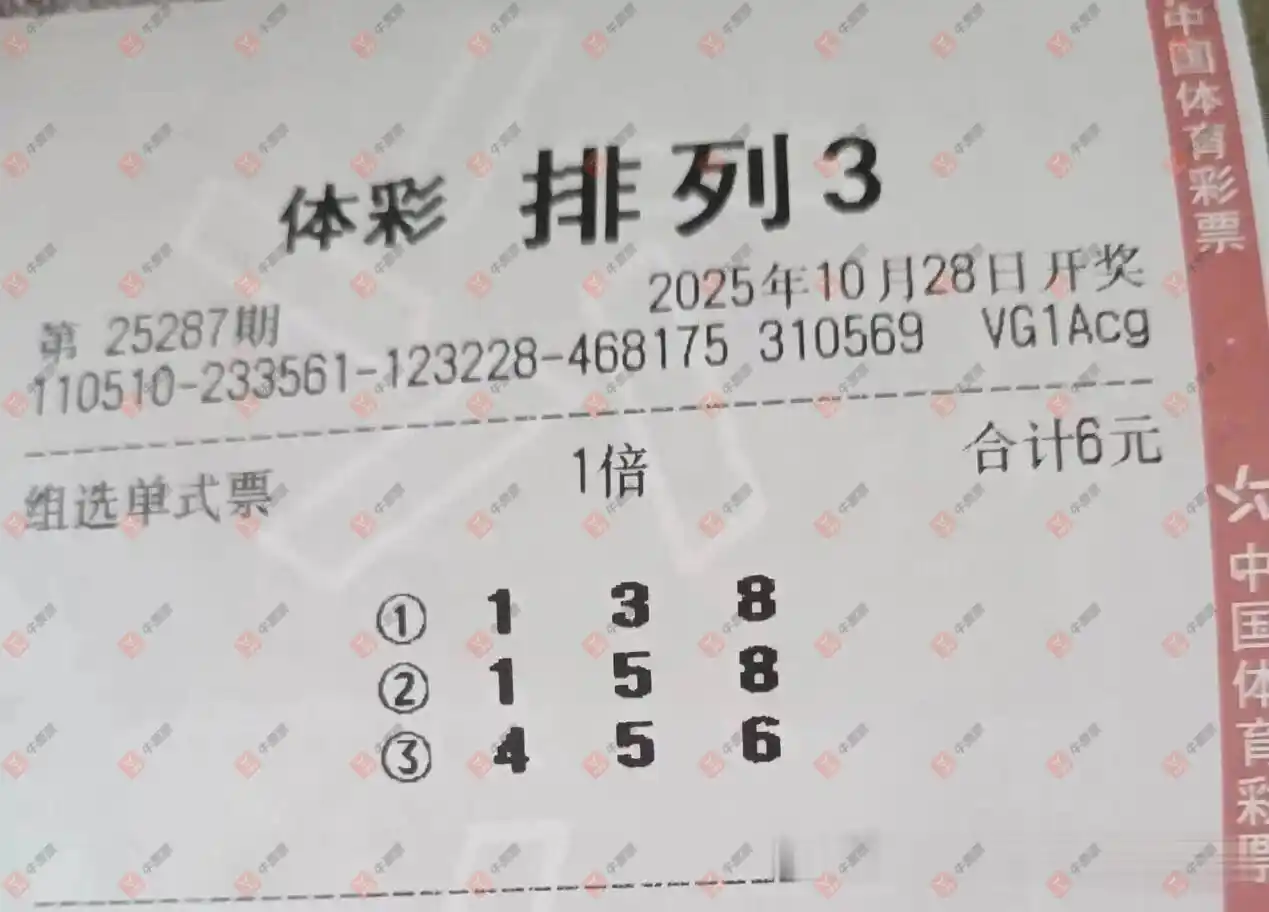 体彩 排列3
第 25287期 2025年10月28日开奖
110510-233561-123228-468175 310569 VG1Acg
组选单式票 1倍 合计6元
① 1 3 8
② 1 5 8
③ 4 5 6
中国体育彩票
中国体育彩票